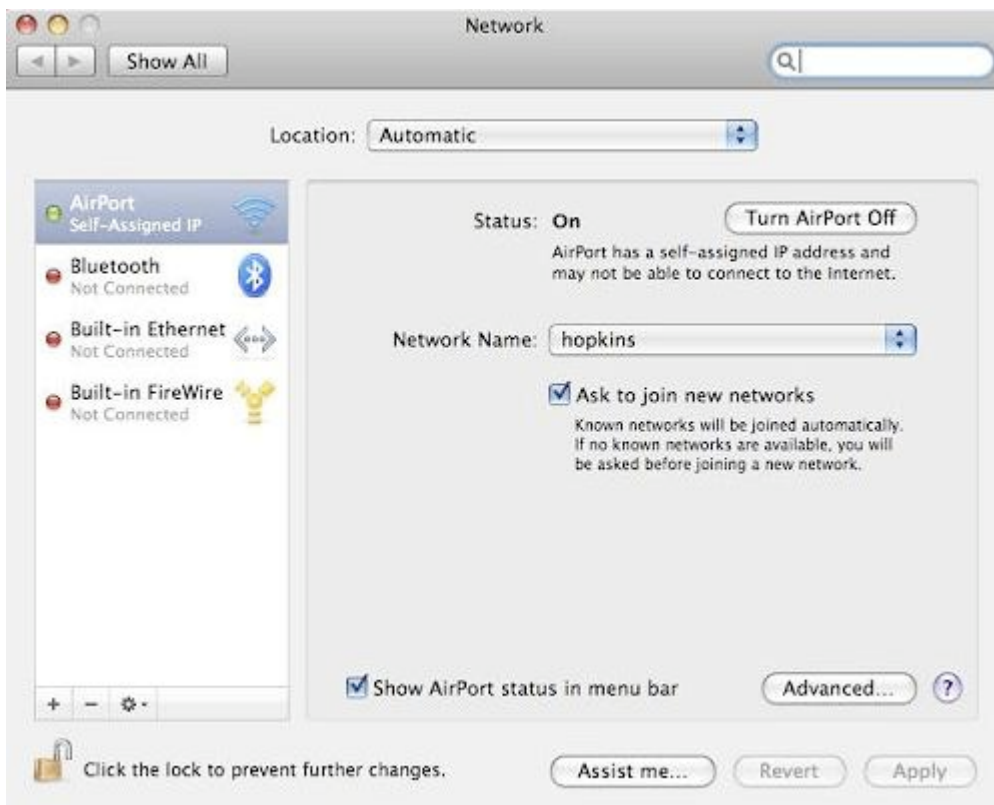 Network
Show All
Location: Automatic
AirPort
Self-Assigned IP
Bluetooth
Not Connected
Built-in Ethernet
Not Connected
Built-in FireWire
Not Connected
Status: On
Turn AirPort Off
AirPort has a self-assigned IP address and
may not be able to connect to the Internet.
Network Name: hopkins
Ask to join new networks
Known networks will be joined automatically.
If no known networks are available, you will
be asked before joining a new network.
Show AirPort status in menu bar
Advanced...
?
Click the lock to prevent further changes.
Assist me...
Revert
Apply